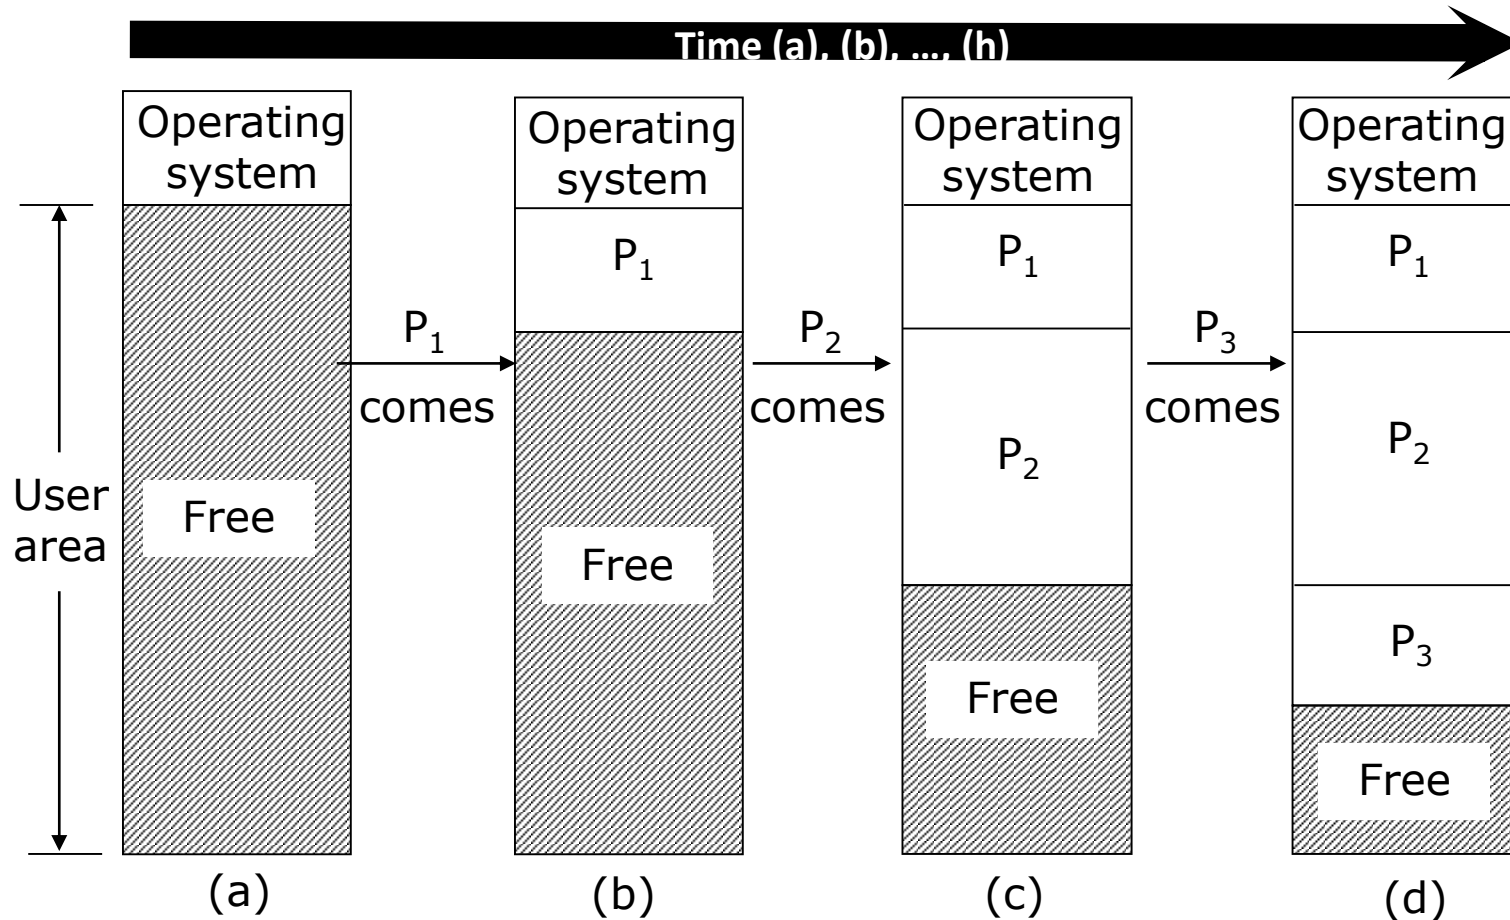 Time (a), (b), ..., (h)
Operating
system
Operating
system
Operating
system
Operating
system
P₁
P₁
P₁
P₁
comes
P₂
comes
P₃
comes
P₂
P₂
User
area
Free
Free
Free
P₃
Free
(a)
(b)
(c)
(d)